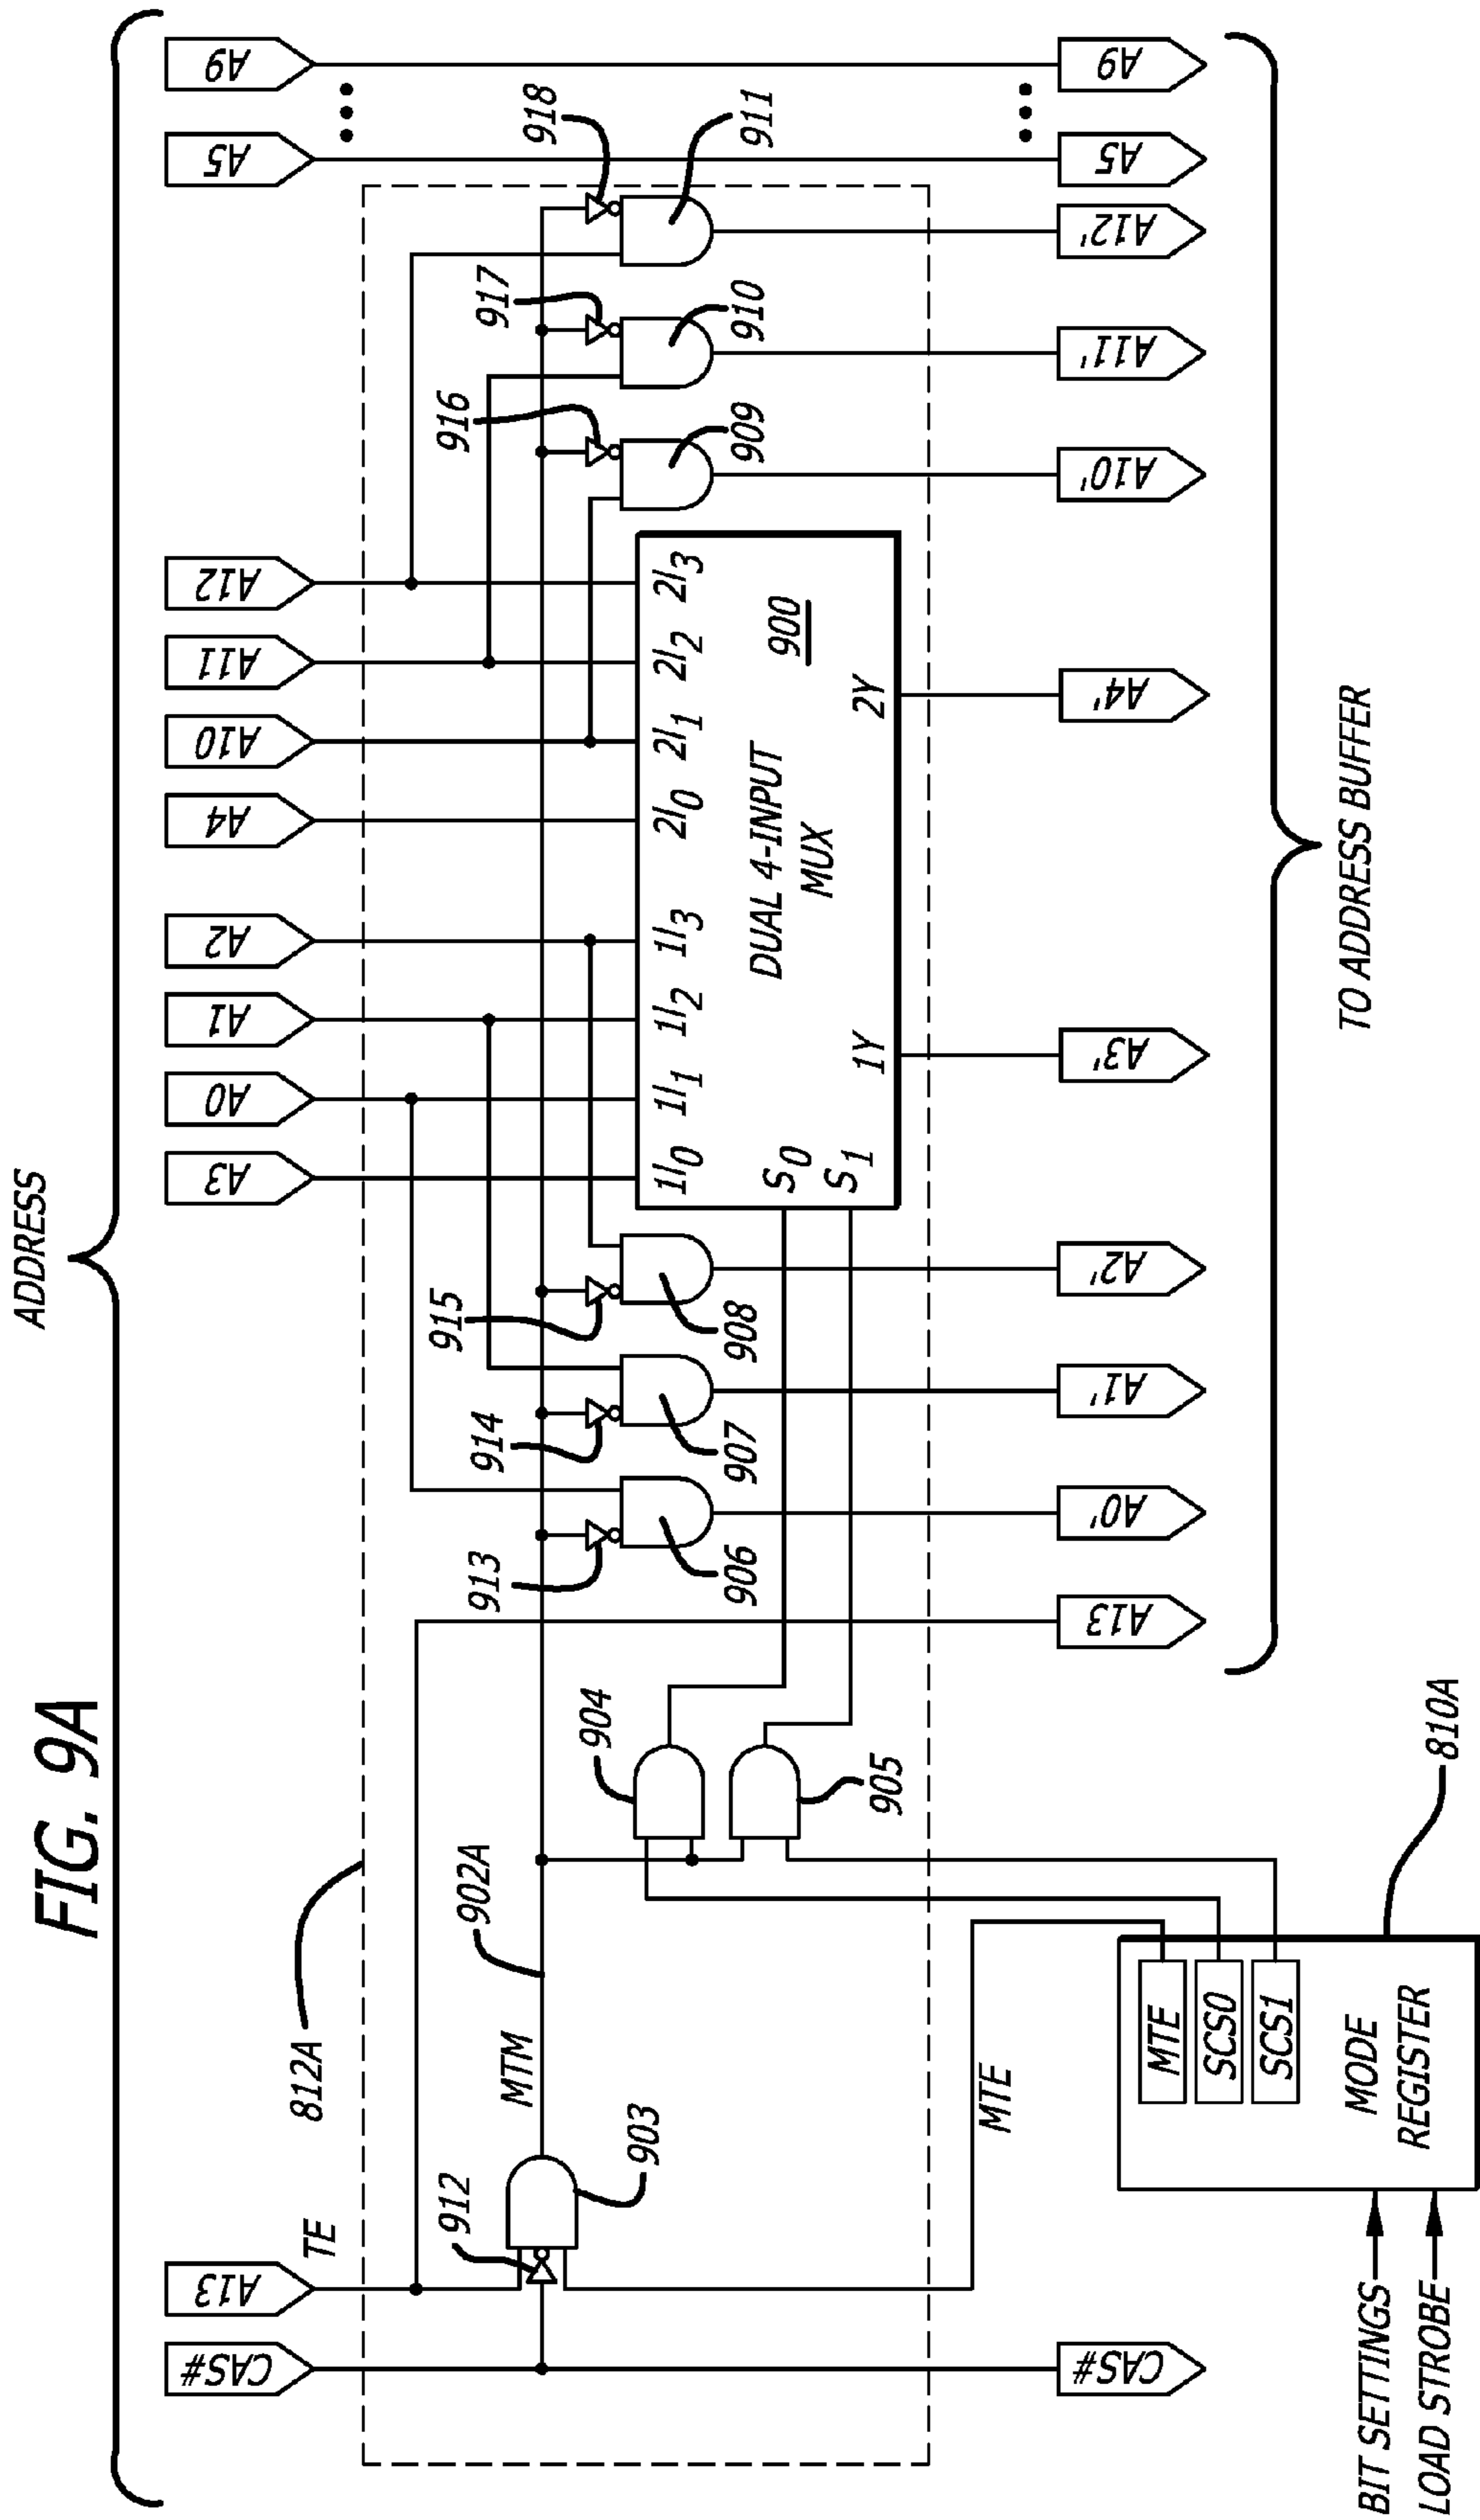 FIG. 9A
ADDRESS
CAS#
A13
A3
A0
A1
A2
A4
A10
A11
A12
A5
A9
TE
812A
912
903
MTM
902A
913
914
915
916
917
918
904
905
906
907
908
909
910
911
1I0
1I1
1I2
1I3
2I0
2I1
2I2
2I3
S0
S1
DUAL 4-INPUT
MUX
900
1Y
2Y
MTE
MTE
SCS0
SCS1
MODE
REGISTER
810A
BIT SETTINGS
LOAD STROBE
CAS#
A13
A0'
A1'
A2'
A3'
A4'
A10'
A11'
A12'
A5
A9
TO ADDRESS BUFFER